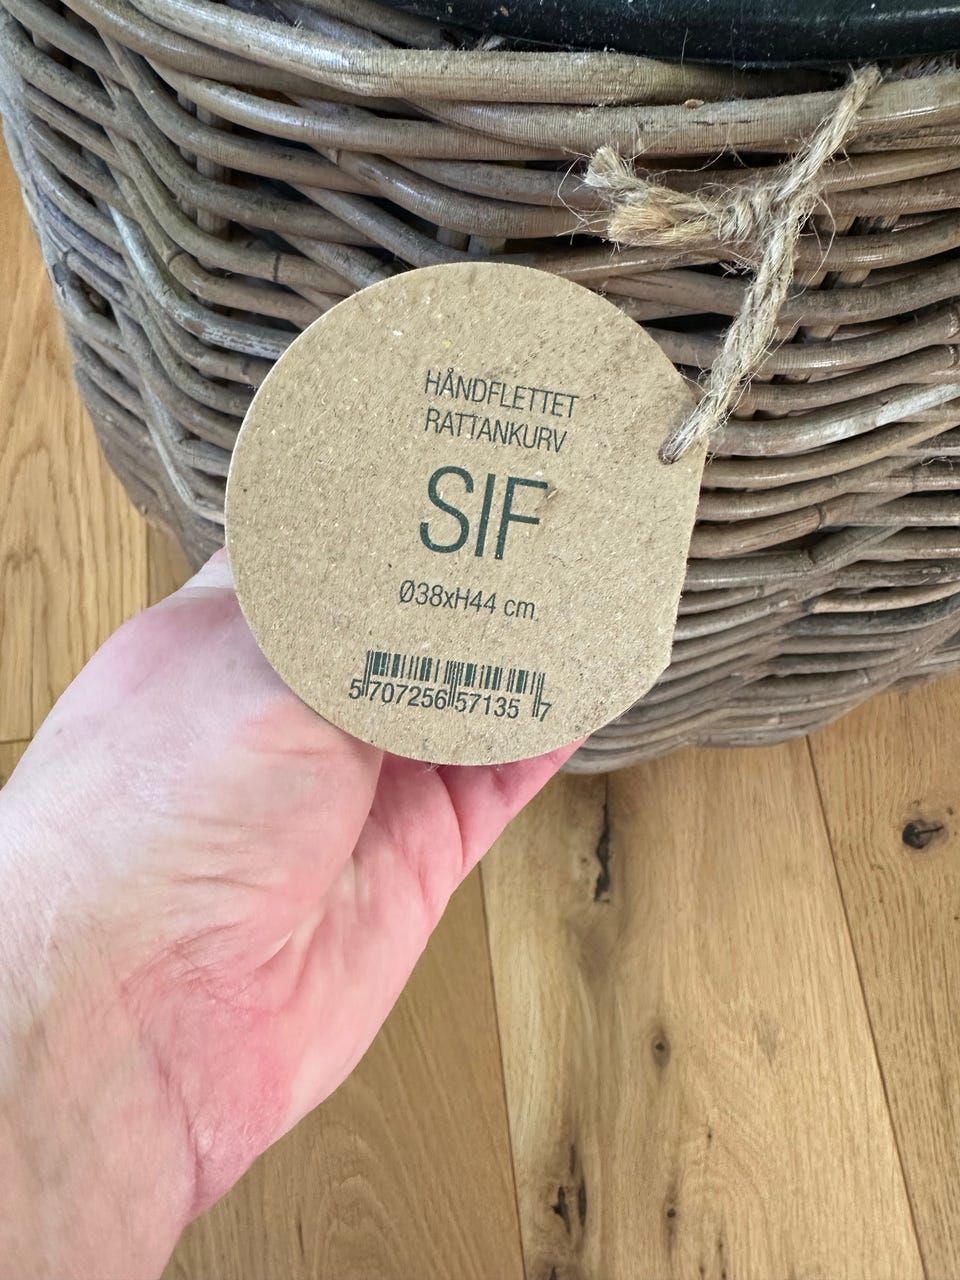 HÅNDFLETTET
RATTANKURV
SIF
Ø38xH44 cm
5 707256 57135 7